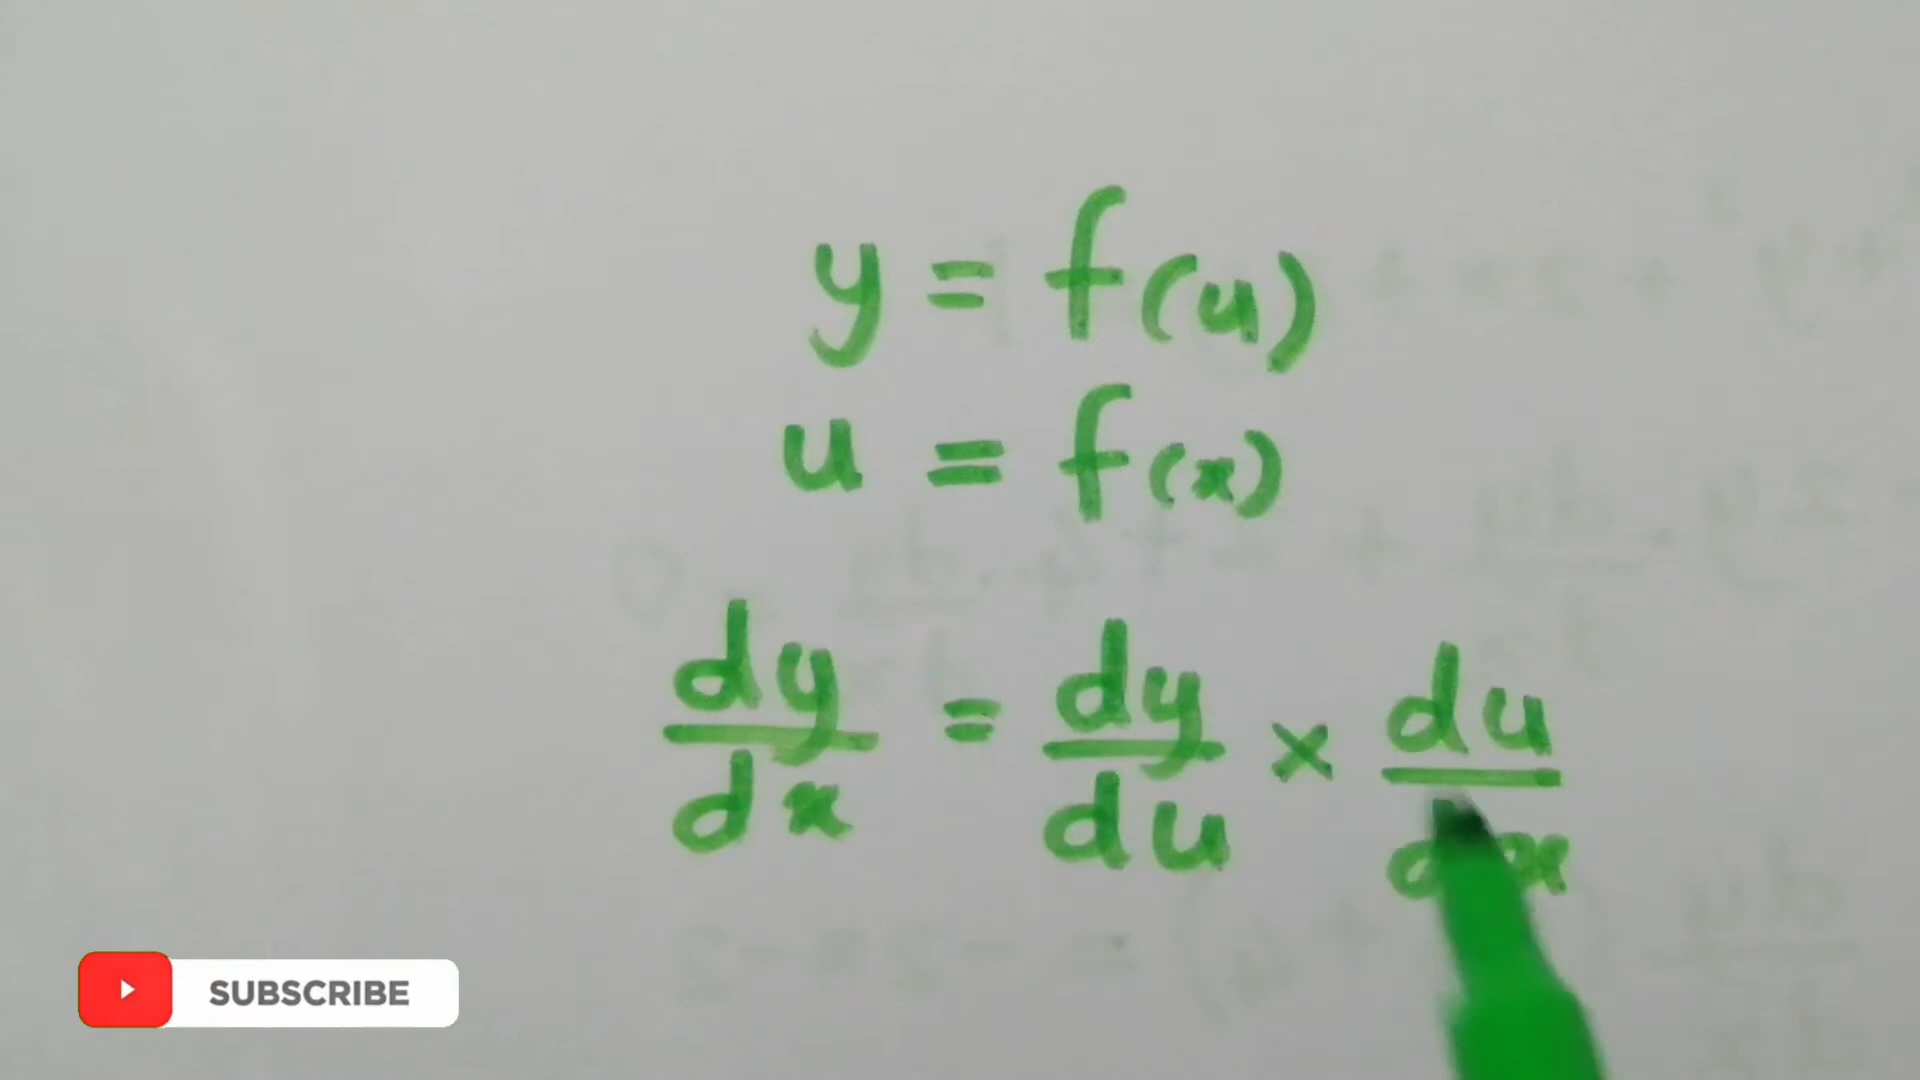 y = f(u)
u = f(x)
dy/dx = dy/du × du/dx
SUBSCRIBE